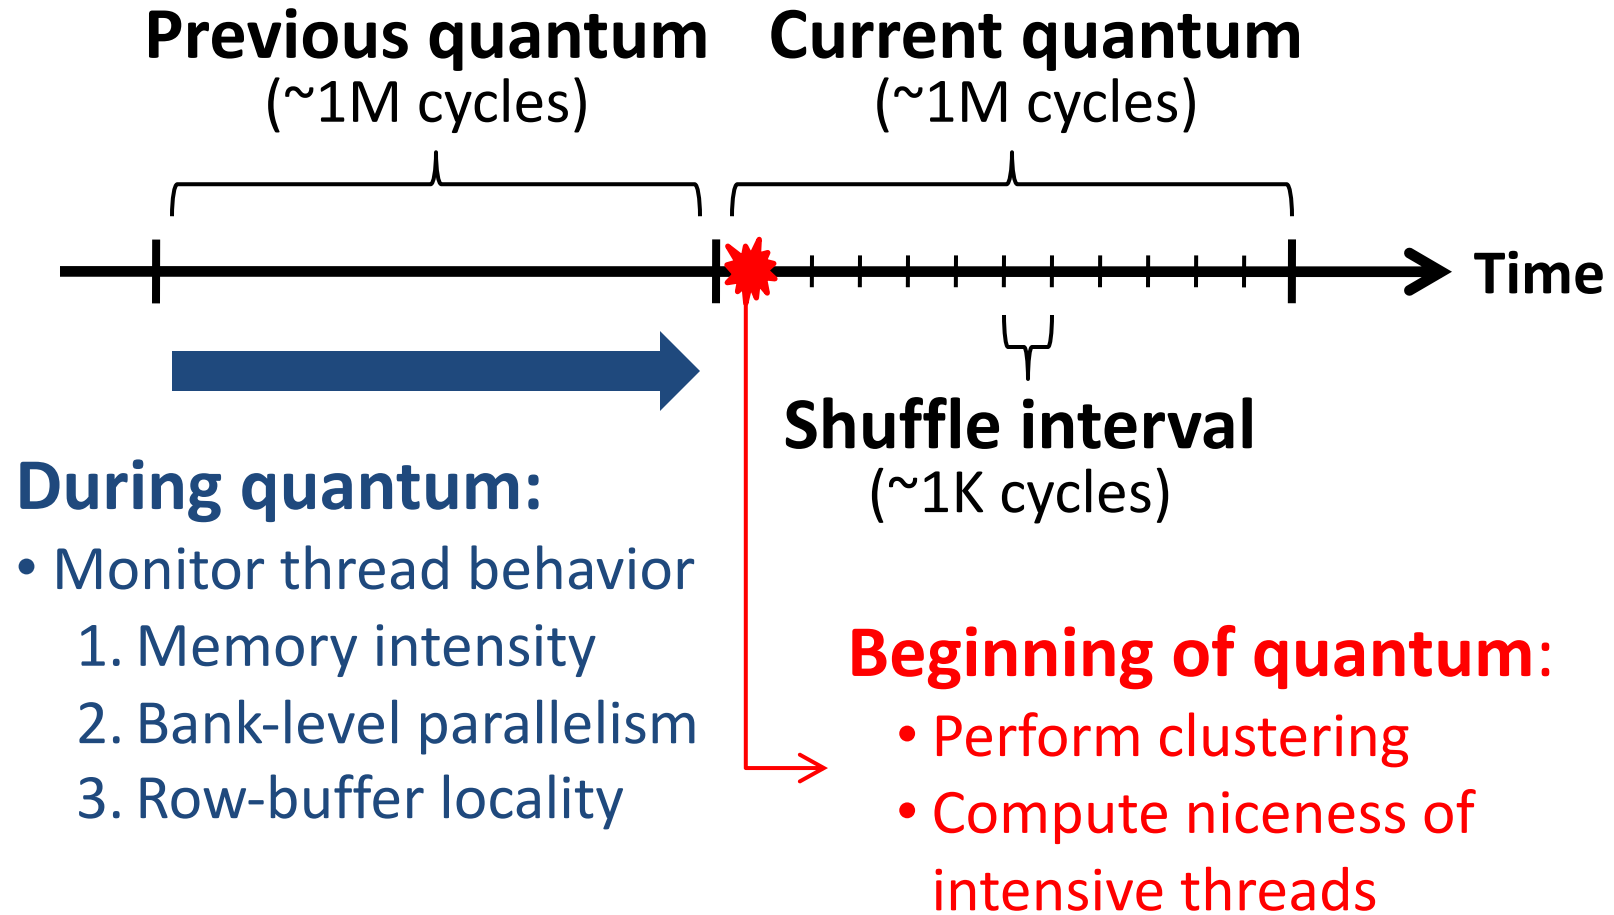 Previous quantum
(~1M cycles)
Current quantum
(~1M cycles)
Time
Shuffle interval
(~1K cycles)
During quantum:
• Monitor thread behavior
1. Memory intensity
2. Bank-level parallelism
3. Row-buffer locality
Beginning of quantum:
• Perform clustering
• Compute niceness of
intensive threads